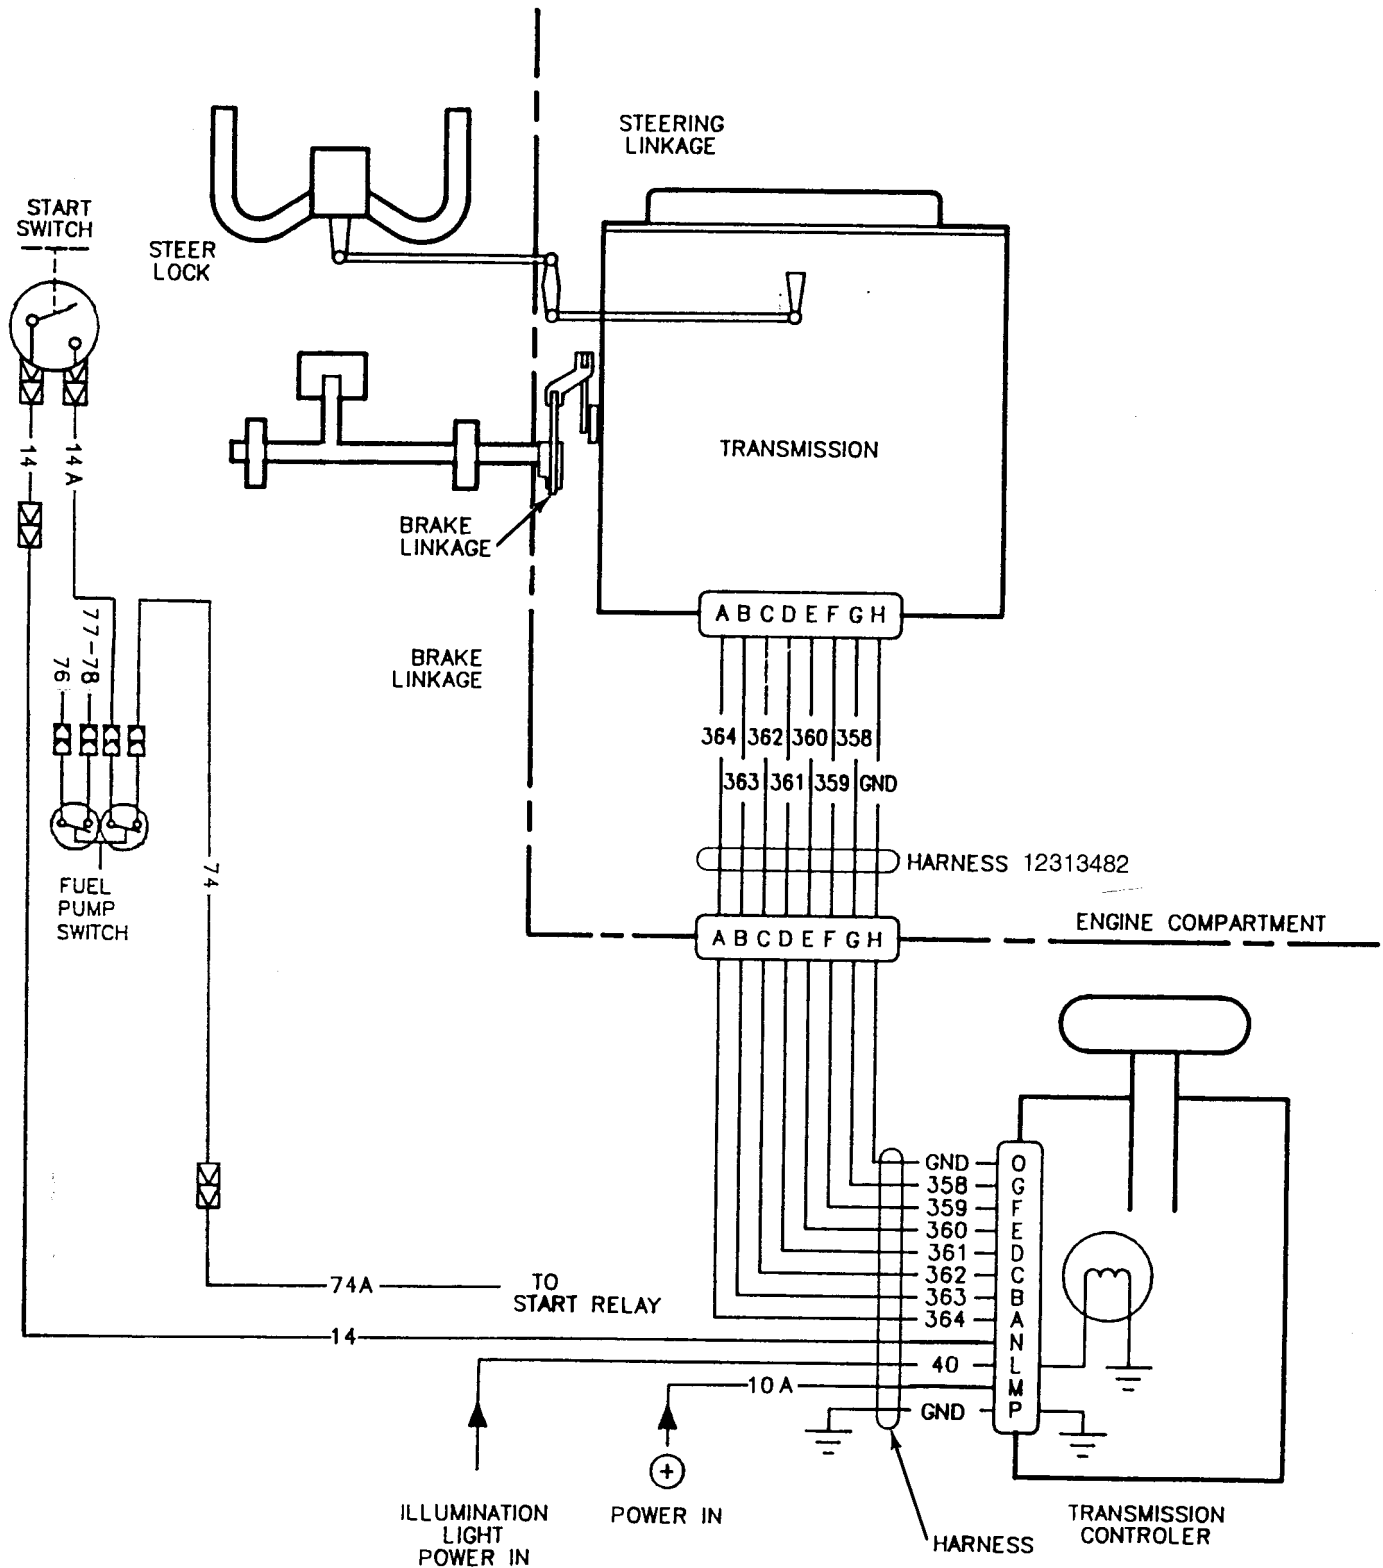 STEERING
LINKAGE
START
SWITCH
STEER
LOCK
14
14A
TRANSMISSION
BRAKE
LINKAGE
A B C D E F G H
BRAKE
LINKAGE
77-78
76
364 362 360 358
363 361 359 GND
HARNESS 12313482
74
FUEL
PUMP
SWITCH
ENGINE COMPARTMENT
A B C D E F G H
GND O
358 G
359 F
360 E
361 D
362 C
363 B
364 A
74A
TO
START RELAY
14 N
40 L
10A M
GND P
+
ILLUMINATION
LIGHT
POWER IN
POWER IN
HARNESS
TRANSMISSION
CONTROLER